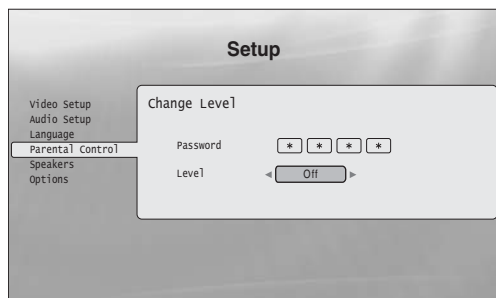 Setup
Video Setup
Audio Setup
Language
Parental Control
Speakers
Options
Change Level
Password * * * *
Level Off